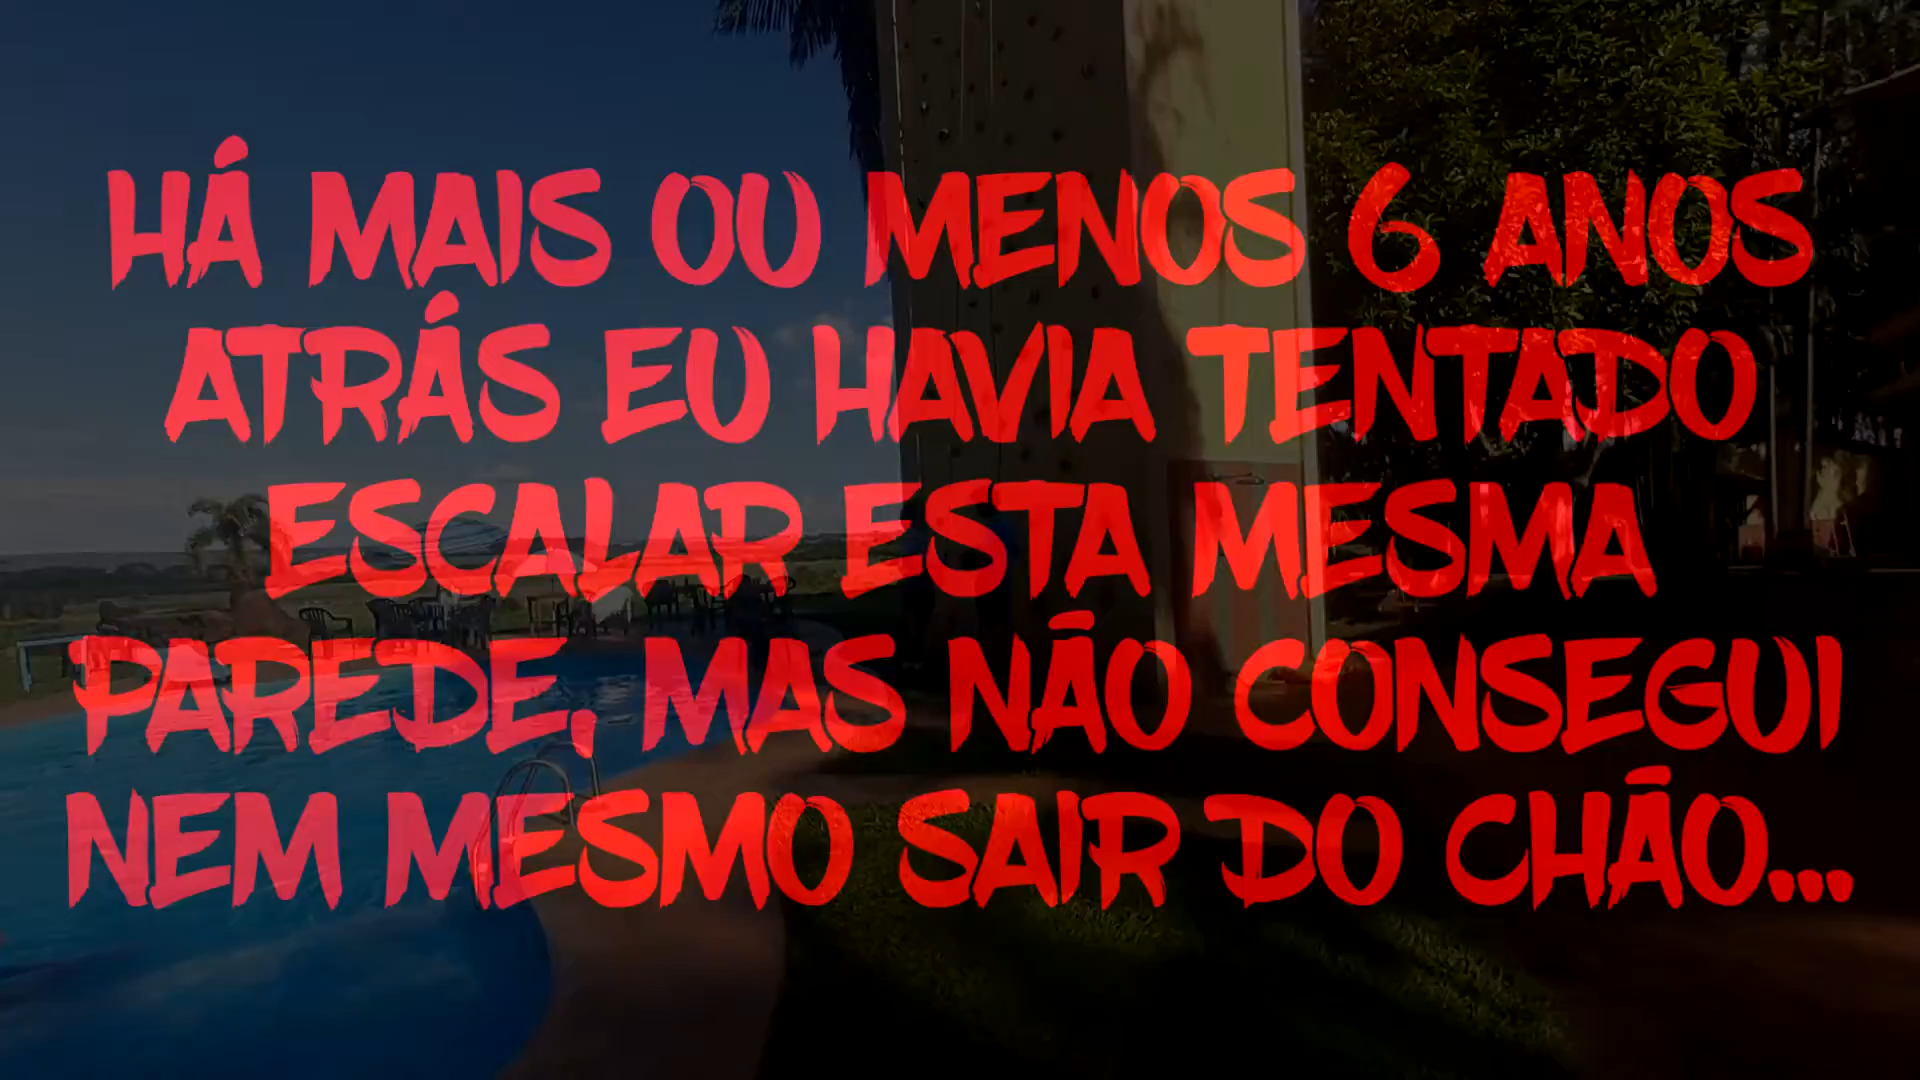 HÁ MAIS OU MENOS 6 ANOS
ATRÁS EU HAVIA TENTADO
ESCALAR ESTA MESMA
PAREDE, MAS NÃO CONSEGUI
NEM MESMO SAIR DO CHÃO...